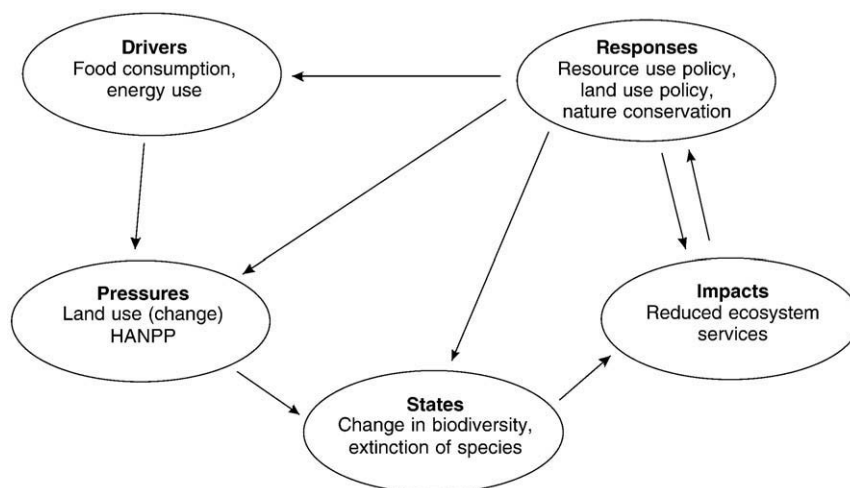 Drivers
Food consumption,
energy use
Responses
Resource use policy,
land use policy,
nature conservation
Pressures
Land use (change)
HANPP
Impacts
Reduced ecosystem
services
States
Change in biodiversity,
extinction of species